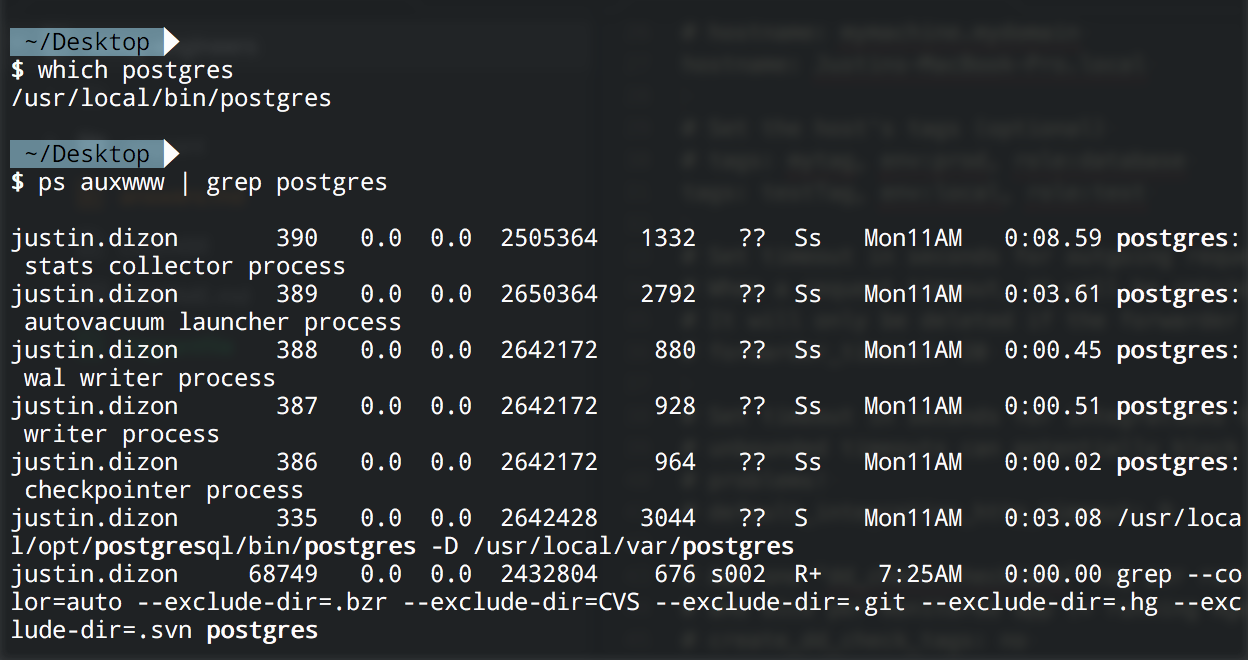 ~/Desktop
$ which postgres
/usr/local/bin/postgres
~/Desktop
$ ps auxwww | grep postgres
justin.dizon 390 0.0 0.0 2505364 1332 ?? Ss Mon11AM 0:08.59 postgres:
stats collector process
justin.dizon 389 0.0 0.0 2650364 2792 ?? Ss Mon11AM 0:03.61 postgres:
autovacuum launcher process
justin.dizon 388 0.0 0.0 2642172 880 ?? Ss Mon11AM 0:00.45 postgres:
wal writer process
justin.dizon 387 0.0 0.0 2642172 928 ?? Ss Mon11AM 0:00.51 postgres:
writer process
justin.dizon 386 0.0 0.0 2642172 964 ?? Ss Mon11AM 0:00.02 postgres:
checkpointer process
justin.dizon 335 0.0 0.0 2642428 3044 ?? S Mon11AM 0:03.08 /usr/loca
l/opt/postgresql/bin/postgres -D /usr/local/var/postgres
justin.dizon 68749 0.0 0.0 2432804 676 s002 R+ 7:25AM 0:00.00 grep --co
lor=auto --exclude-dir=.bzr --exclude-dir=CVS --exclude-dir=.git --exclude-dir=.hg --exc
lude-dir=.svn postgres